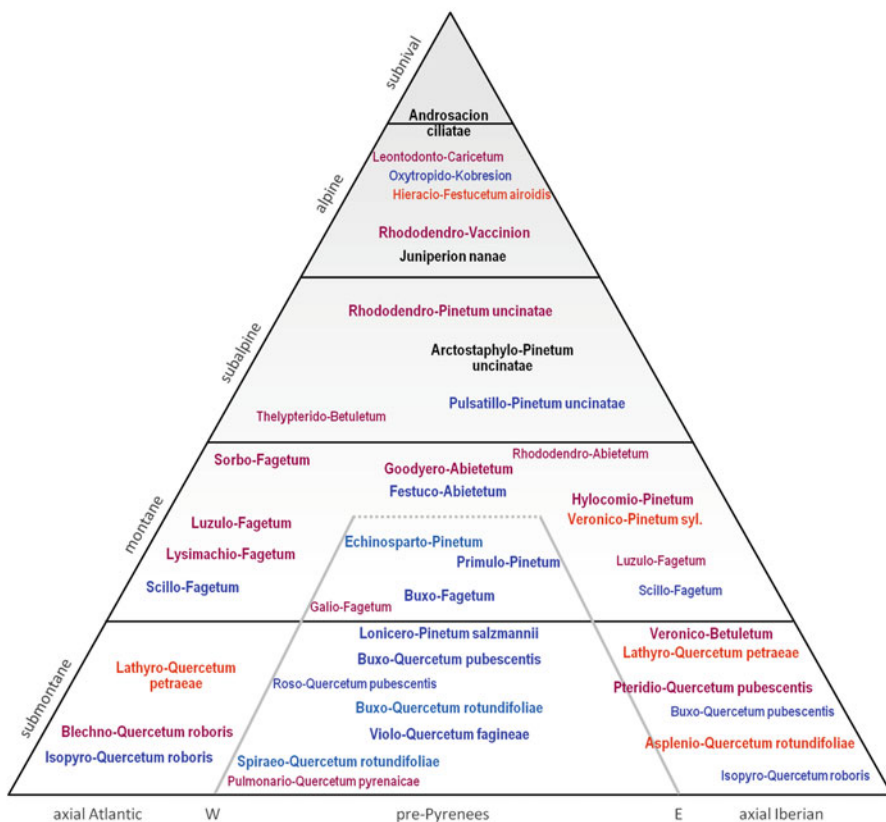 subnival
Androsacion
ciliatae
alpine
Leontodonto-Caricetum
Oxytropido-Kobresion
Hieracio-Festucetum airoidis
Rhododendro-Vaccinion
Juniperion nanae
subalpine
Rhododendro-Pinetum uncinatae
Arctostaphylo-Pinetum
uncinatae
Pulsatillo-Pinetum uncinatae
Thelypterido-Betuletum
montane
Sorbo-Fagetum
Rhododendro-Abietetum
Goodyero-Abietetum
Festuco-Abietetum
Hylocomio-Pinetum
Luzulo-Fagetum
Veronico-Pinetum syl.
Echinosparto-Pinetum
Lysimachio-Fagetum
Primulo-Pinetum
Luzulo-Fagetum
Scillo-Fagetum
Buxo-Fagetum
Scillo-Fagetum
Galio-Fagetum
submontane
Lonicero-Pinetum salzmannii
Veronico-Betuletum
Lathyro-Quercetum petraeae
Buxo-Quercetum pubescentis
Lathyro-Quercetum
petraeae
Roso-Quercetum pubescentis
Pteridio-Quercetum pubescentis
Buxo-Quercetum rotundifoliae
Buxo-Quercetum pubescentis
Blechno-Quercetum roboris
Violo-Quercetum fagineae
Asplenio-Quercetum rotundifoliae
Isopyro-Quercetum roboris
Spiraeo-Quercetum rotundifoliae
Isopyro-Quercetum roboris
Pulmonario-Quercetum pyrenaicae
axial Atlantic W pre-Pyrenees E axial Iberian